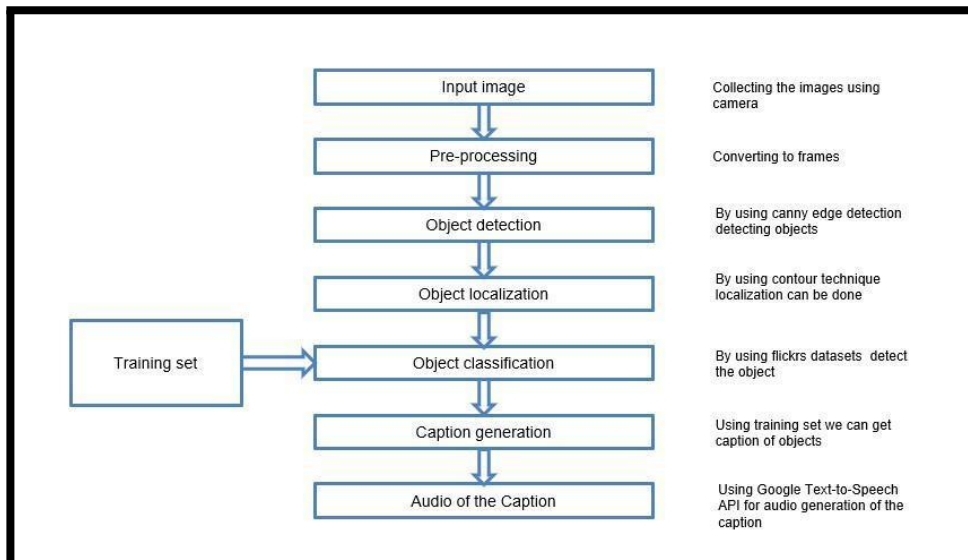 Input image
Collecting the images using
camera
Pre-processing
Converting to frames
Object detection
By using canny edge detection
detecting objects
Object localization
By using contour technique
localization can be done
Training set
Object classification
By using flickrs datasets detect
the object
Caption generation
Using training set we can get
caption of objects
Audio of the Caption
Using Google Text-to-Speech
API for audio generation of the
caption